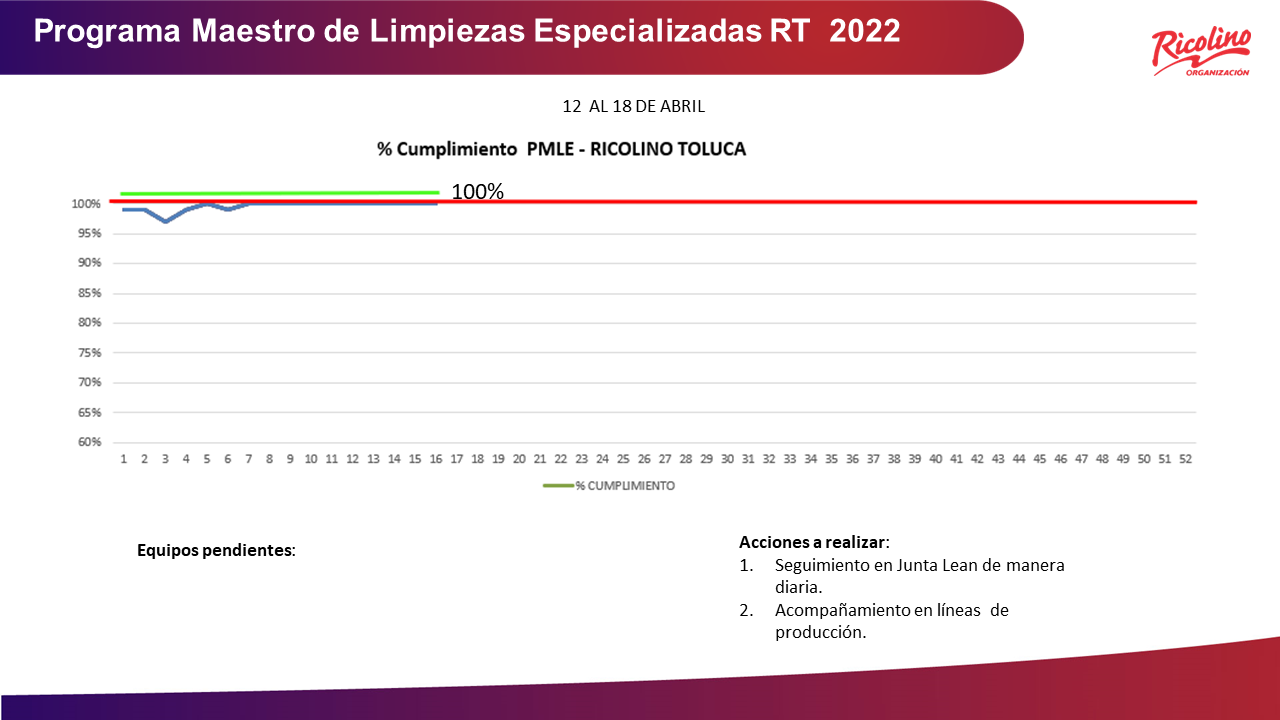 Programa Maestro de Limpiezas Especializadas RT 2022
Ricolino
ORGANIZACIÓN
12 AL 18 DE ABRIL
% Cumplimiento PMLE - RICOLINO TOLUCA
100%
100%
95%
90%
85%
80%
75%
70%
65%
60%
1 2 3 4 5 6 7 8 9 10 11 12 13 14 15 16 17 18 19 20 21 22 23 24 25 26 27 28 29 30 31 32 33 34 35 36 37 38 39 40 41 42 43 44 45 46 47 48 49 50 51 52
% CUMPLIMIENTO
Equipos pendientes:
Acciones a realizar:
1. Seguimiento en Junta Lean de manera
diaria.
2. Acompañamiento en líneas de
producción.